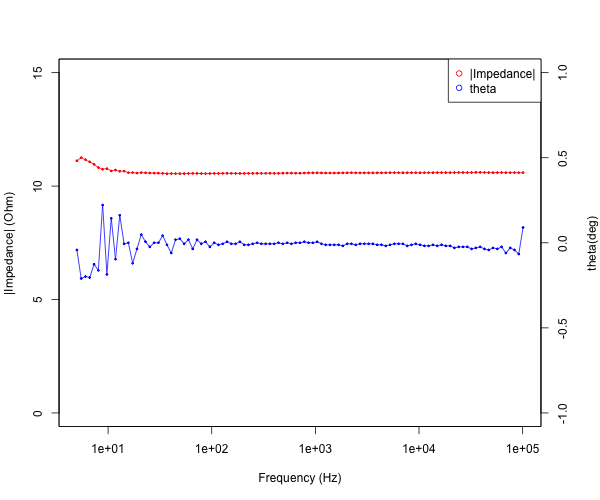 |Impedance|
theta
15
10
5
0
|Impedance| (Ohm)
1.0
0.5
0.0
-0.5
-1.0
theta(deg)
1e+01 1e+02 1e+03 1e+04 1e+05
Frequency (Hz)